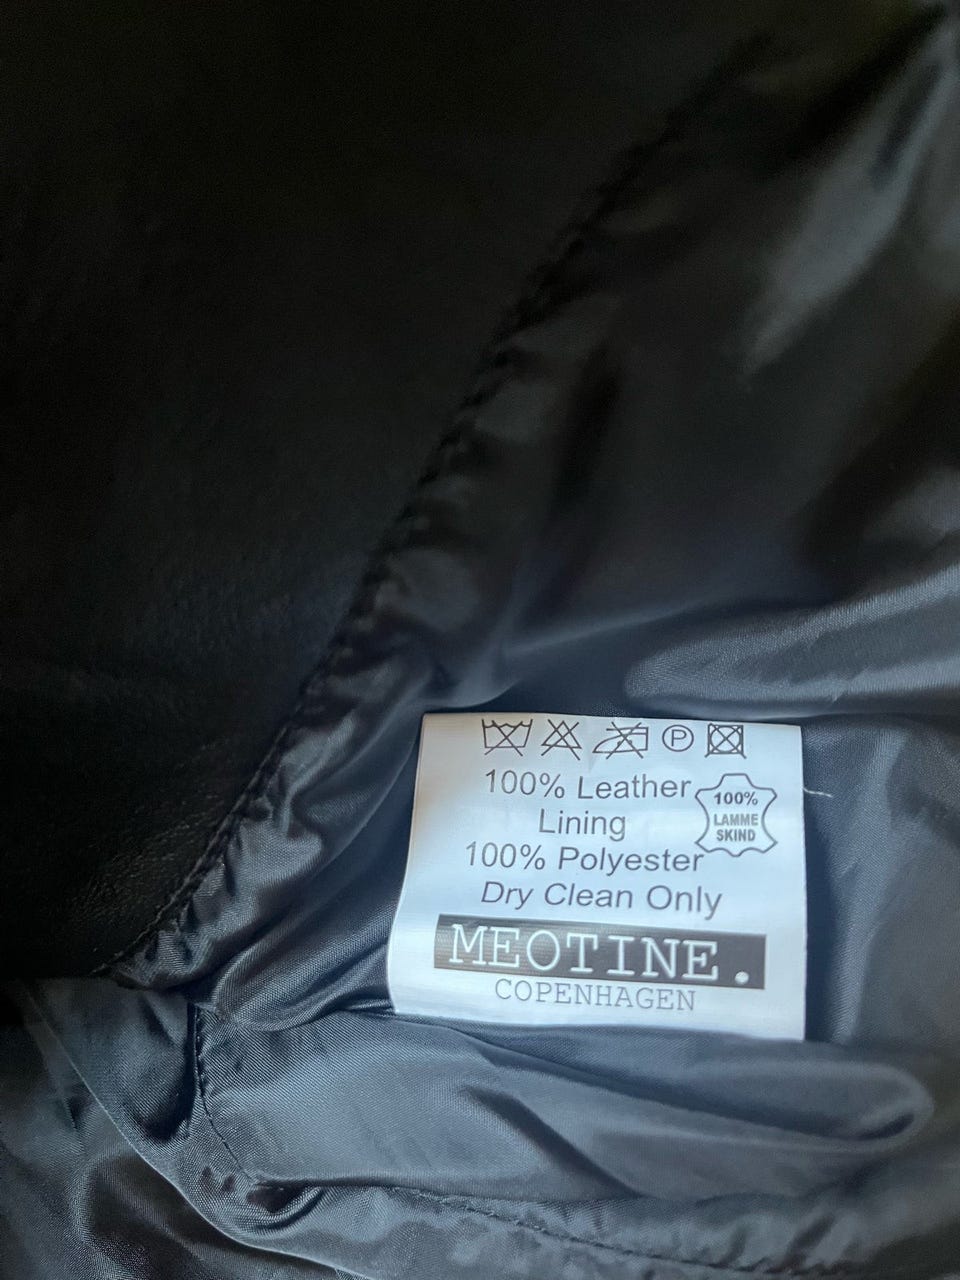 P
100% Leather
100%
LAMME
SKIND
Lining
100% Polyester
Dry Clean Only
MEOTINE.
COPENHAGEN